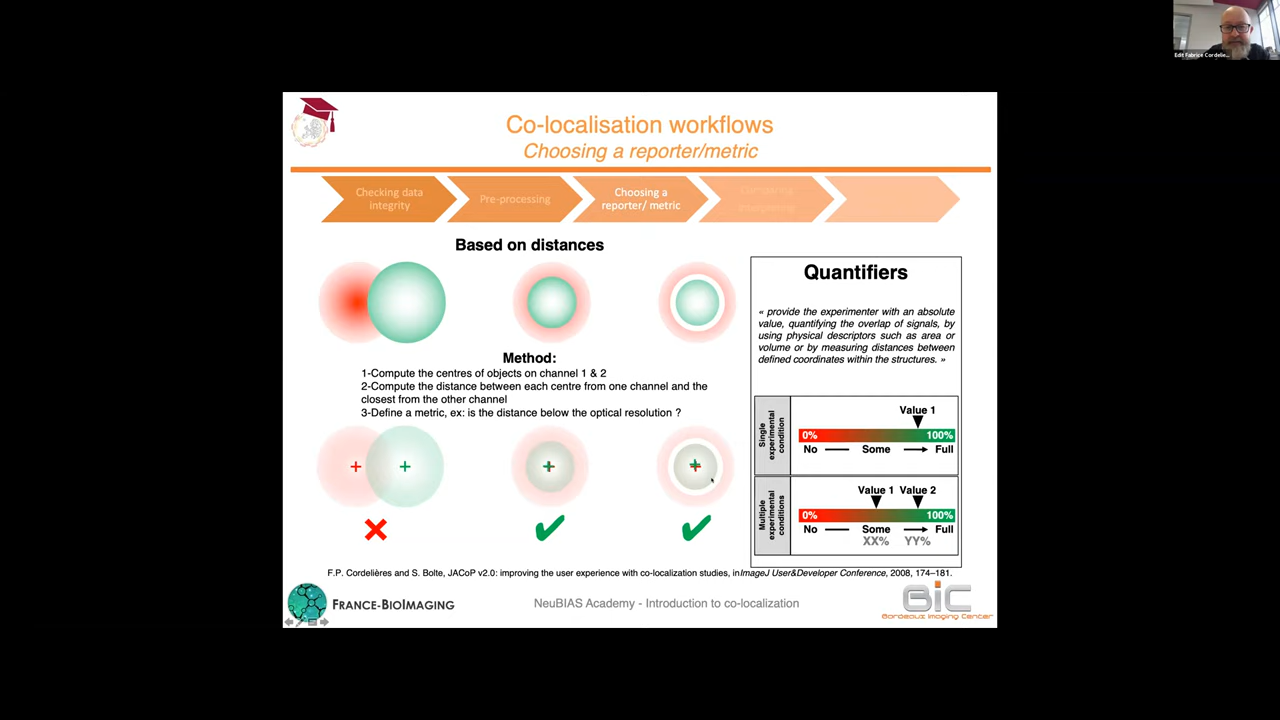 Edit Fabrice Cordelie...
Co-localisation workflows
Choosing a reporter/metric
Checking data
integrity
Pre-processing
Choosing a
reporter/ metric
Based on distances
Method:
1-Compute the centres of objects on channel 1 & 2
2-Compute the distance between each centre from one channel and the
closest from the other channel
3-Define a metric, ex: is the distance below the optical resolution ?
Quantifiers
« provide the experimenter with an absolute
value, quantifying the overlap of signals, by
using physical descriptors such as area or
volume or by measuring distances between
defined coordinates within the structures. »
Single
experimental
condition
Value 1
0% 100%
No Some Full
Multiple
experimental
conditions
Value 1 Value 2
0% 100%
No Some Full
XX% YY%
F.P. Cordelières and S. Bolte, JACoP v2.0: improving the user experience with co-localization studies, inImageJ User&Developer Conference, 2008, 174–181.
FRANCE-BIOIMAGING
NeuBIAS Academy - Introduction to co-localization
BiC
Bordeaux Imaging Center